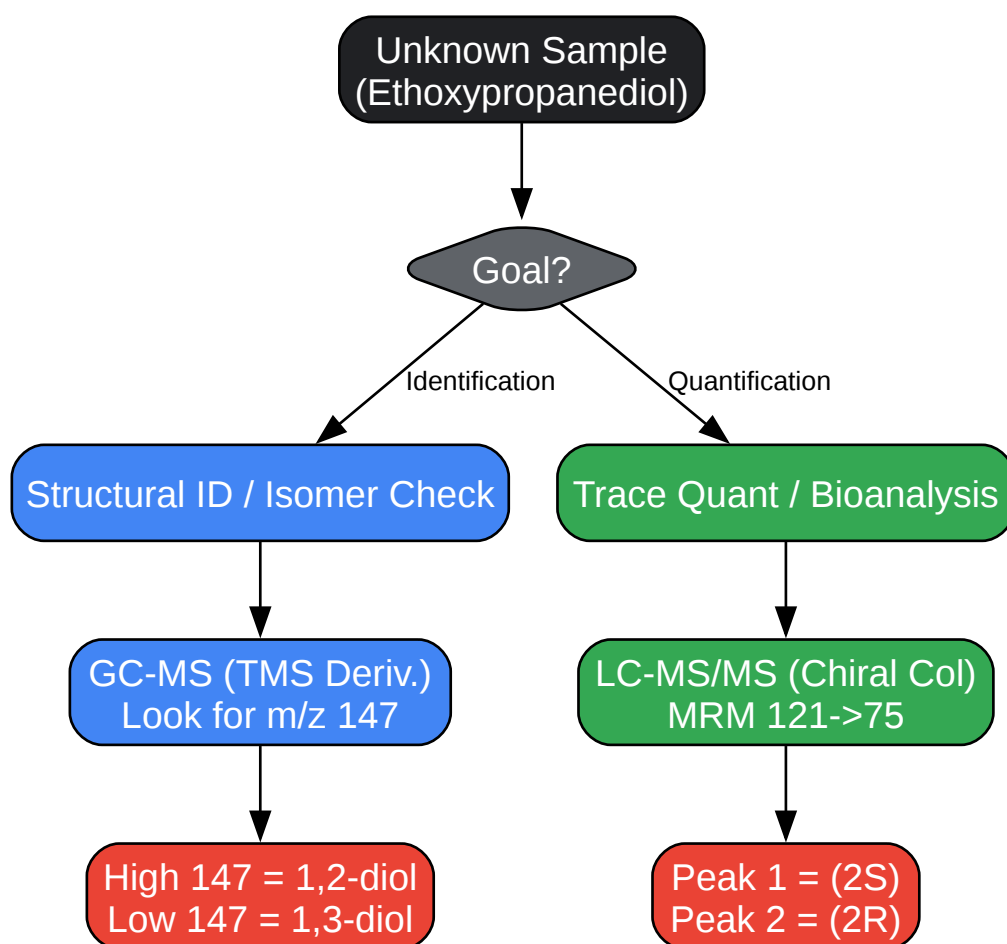 Unknown Sample
(Ethoxypropanediol)
Goal?
Identification
Quantification
Structural ID / Isomer Check
Trace Quant / Bioanalysis
GC-MS (TMS Deriv.)
Look for m/z 147
LC-MS/MS (Chiral Col)
MRM 121->75
High 147 = 1,2-diol
Low 147 = 1,3-diol
Peak 1 = (2S)
Peak 2 = (2R)